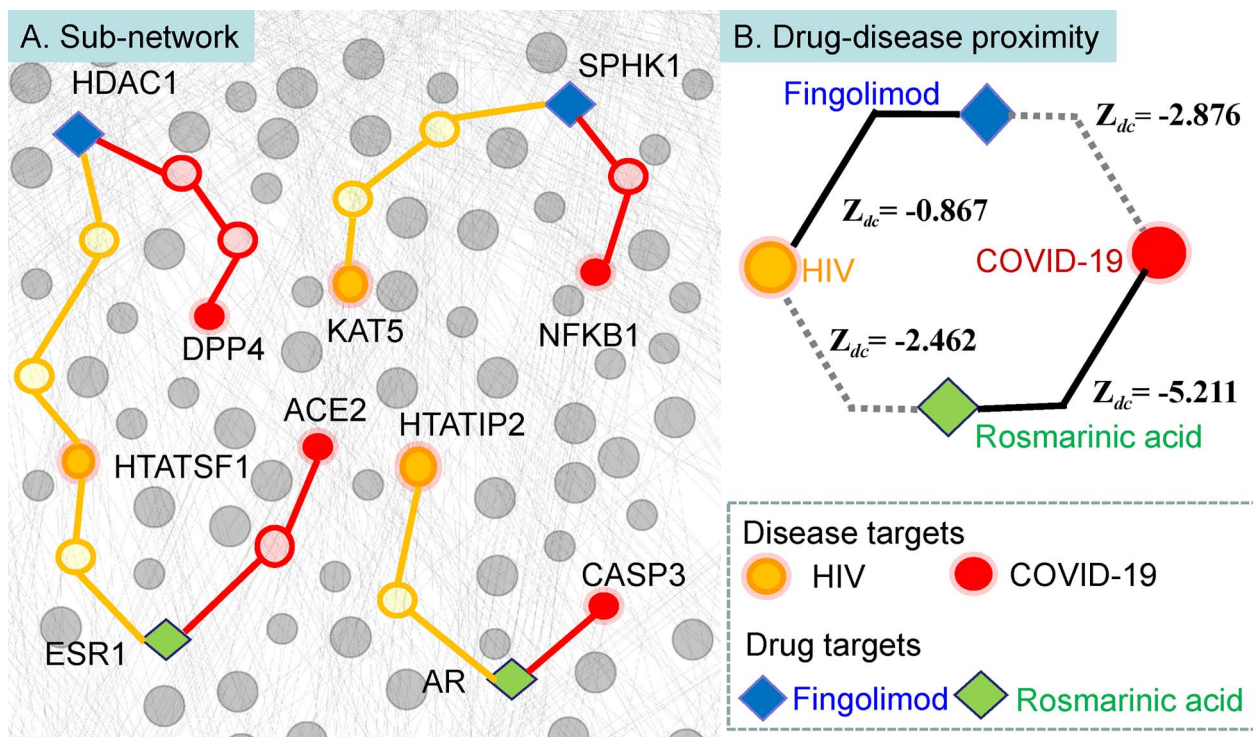 A. Sub-network
HDAC1
SPHK1
DPP4
KAT5
NFKB1
ACE2
HTATIP2
HTATSF1
CASP3
ESR1
AR
B. Drug-disease proximity
Fingolimod
Zdc= -2.876
Zdc= -0.867
HIV
COVID-19
Zdc= -2.462
Zdc= -5.211
Rosmarinic acid
Disease targets
HIV
COVID-19
Drug targets
Fingolimod
Rosmarinic acid